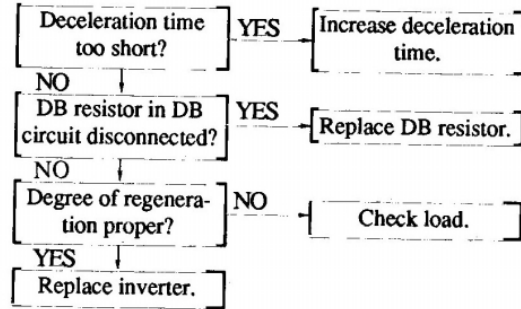 Deceleration time
too short?
YES
Increase deceleration
time.
NO
DB resistor in DB
circuit disconnected?
YES
Replace DB resistor.
NO
Degree of regenera-
tion proper?
NO
Check load.
YES
Replace inverter.